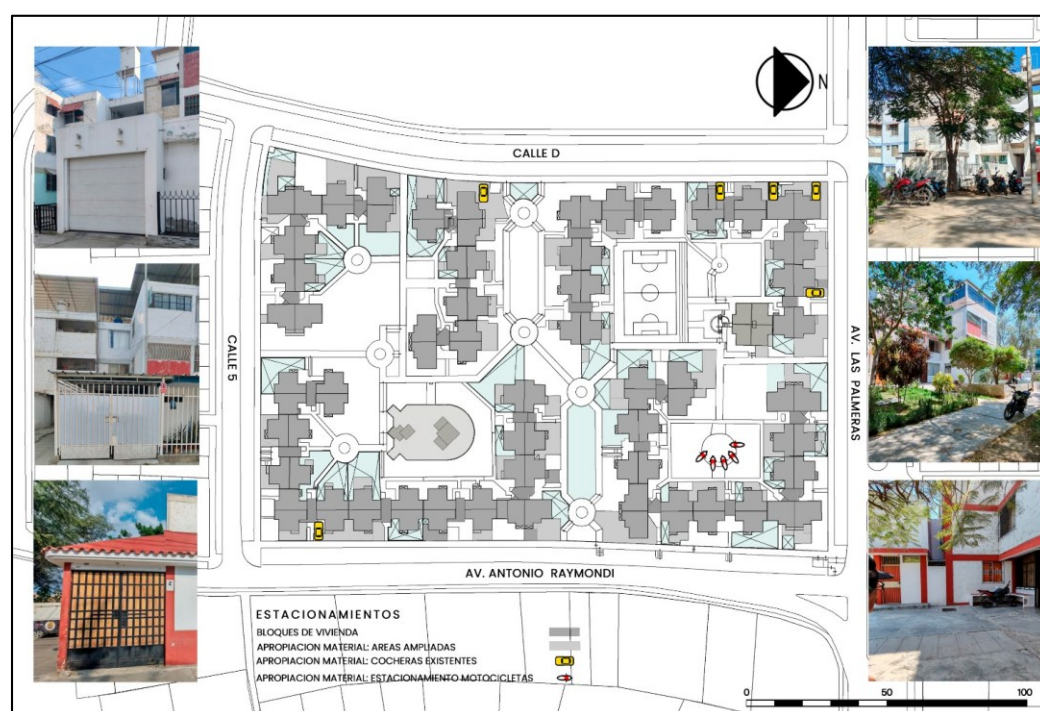 N
CALLE D
CALLE 5
AV. LAS PALMERAS
AV. ANTONIO RAYMONDI
ESTACIONAMIENTOS
BLOQUES DE VIVIENDA
APROPIACION MATERIAL: AREAS AMPLIADAS
APROPIACION MATERIAL: COCHERAS EXISTENTES
APROPIACION MATERIAL: ESTACIONAMIENTO MOTOCICLETAS
0 50 100